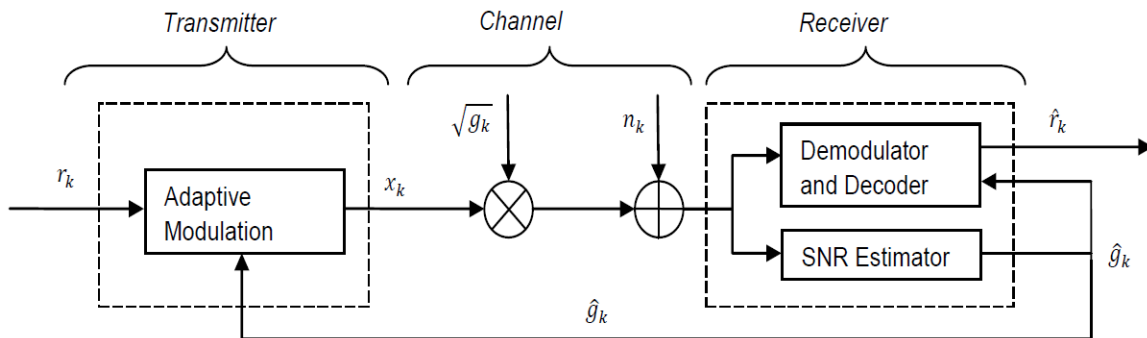 Transmitter
Channel
Receiver
√g_k
n_k
r̂_k
r_k
x_k
Adaptive
Modulation
Demodulator
and Decoder
SNR Estimator
ĝ_k
ĝ_k